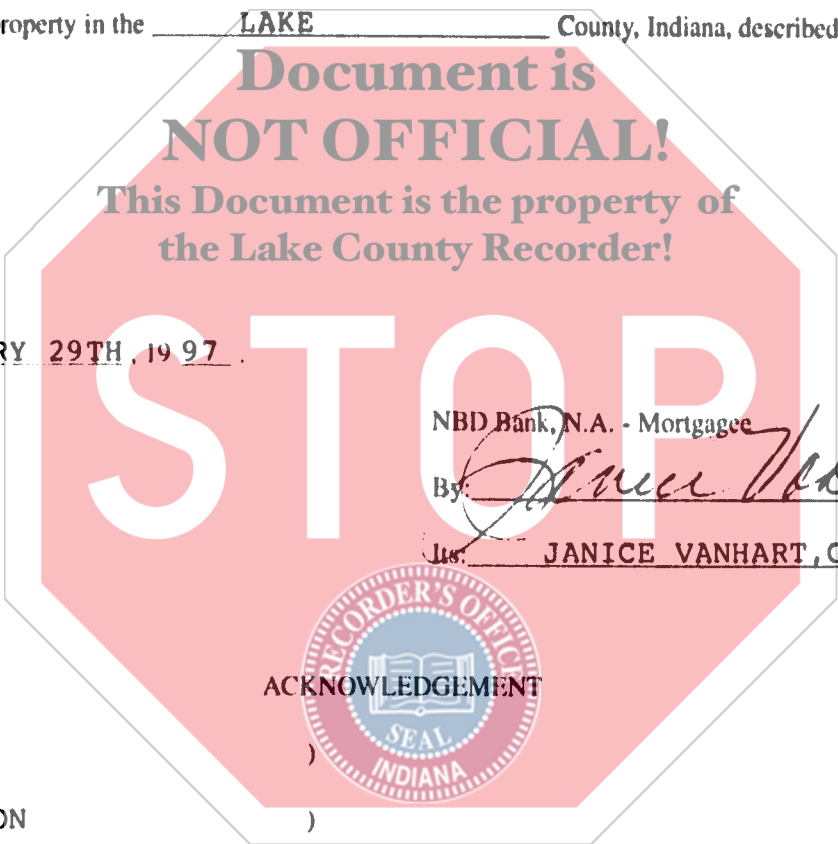 roperty in the LAKE County, Indiana, described
Document is
NOT OFFICIAL!
This Document is the property of
the Lake County Recorder!
STOP
RY 29TH, 19 97 .
NBD Bank, N.A. - Mortgagee
By: Janice
Its: JANICE VANHART, C
RECORDER'S OFFICE
ACKNOWLEDGEMENT
SEAL
)
INDIANA
ON )